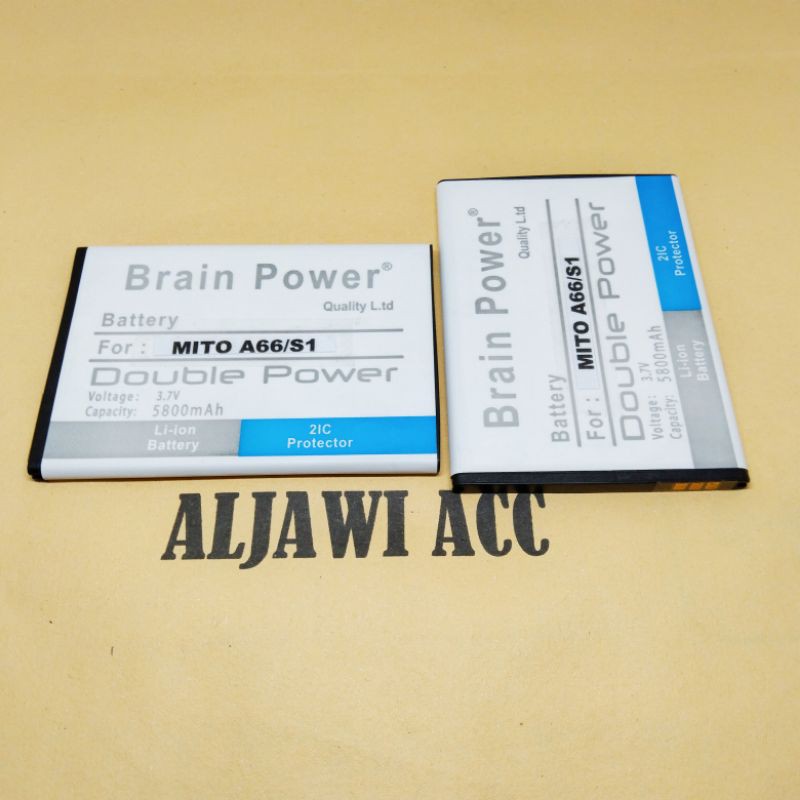 Brain Power®
Quality L.td
Battery
For : MITO A66/S1
Double Power
Voltage : 3.7V
Capacity: 5800mAh
Li-ion
Battery
2IC
Protector
Brain Power®
Quality L.td
Battery
For : MITO A66/S1
Double Power
Voltage : 3.7V
Capacity: 5800mAh
Li-ion
Battery
2IC
Protector
ALJAWI ACC